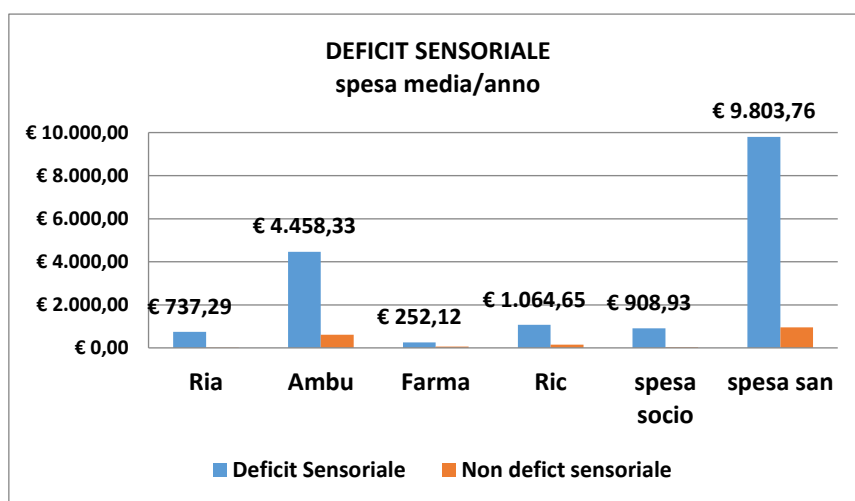 DEFICIT SENSORIALE
spesa media/anno
€ 10.000,00
€ 8.000,00
€ 6.000,00
€ 4.000,00
€ 2.000,00
€ 0,00
€ 737,29
€ 4.458,33
€ 252,12
€ 1.064,65
€ 908,93
€ 9.803,76
Ria
Ambu
Farma
Ric
spesa
socio
spesa san
Deficit Sensoriale
Non defict sensoriale